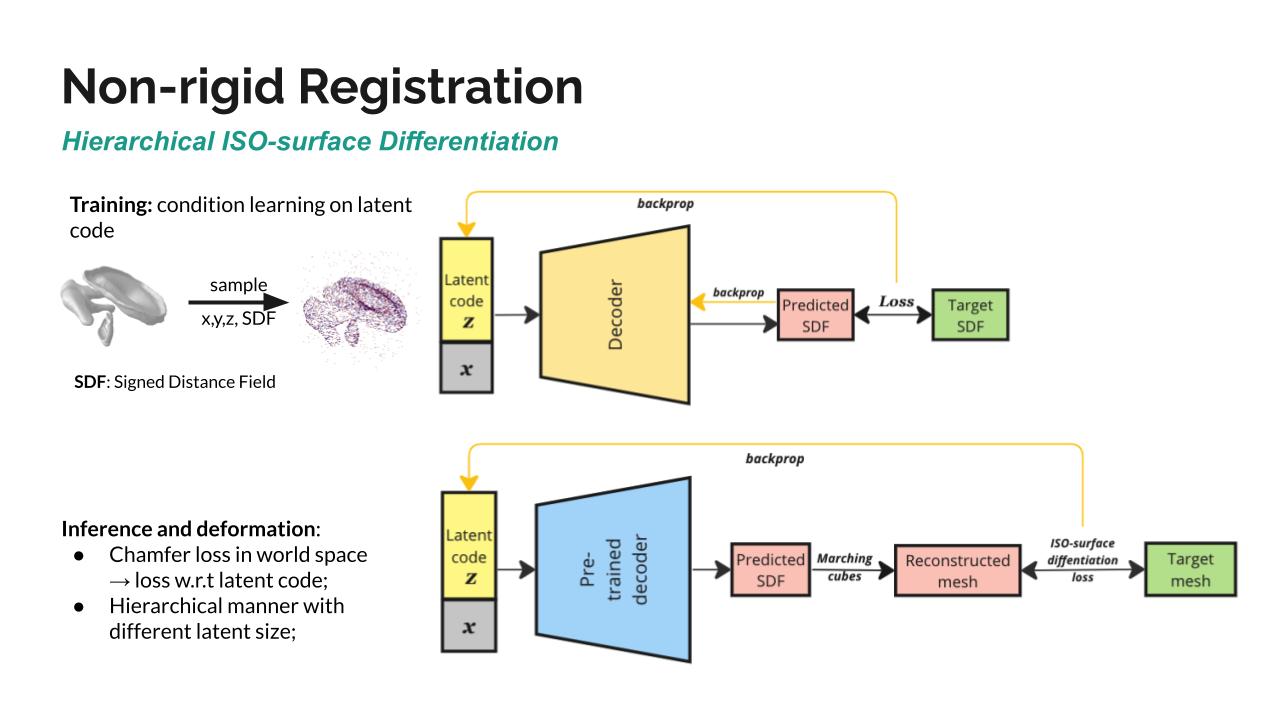 Non-rigid Registration
Hierarchical ISO-surface Differentiation
Training: condition learning on latent
code
sample
x,y,z, SDF
SDF: Signed Distance Field
backprop
Latent
code
z
x
Decoder
backprop
Predicted
SDF
Loss
Target
SDF
Inference and deformation:
● Chamfer loss in world space
→ loss w.r.t latent code;
● Hierarchical manner with
different latent size;
backprop
Latent
code
z
x
Pre-
trained
decoder
Predicted
SDF
Marching
cubes
Reconstructed
mesh
ISO-surface
diffentiation
loss
Target
mesh